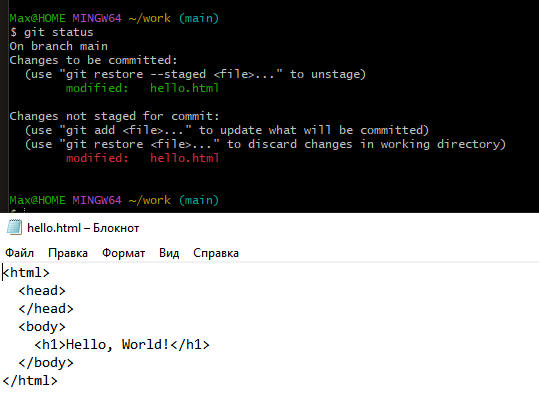 Max@HOME MINGW64 ~/work (main)
$ git status
On branch main
Changes to be committed:
  (use "git restore --staged <file>..." to unstage)
        modified:   hello.html

Changes not staged for commit:
  (use "git add <file>..." to update what will be committed)
  (use "git restore <file>..." to discard changes in working directory)
        modified:   hello.html

Max@HOME MINGW64 ~/work (main)
hello.html – Блокнот
Файл Правка Формат Вид Справка
<html>
  <head>
  </head>
  <body>
    <h1>Hello, World!</h1>
  </body>
</html>